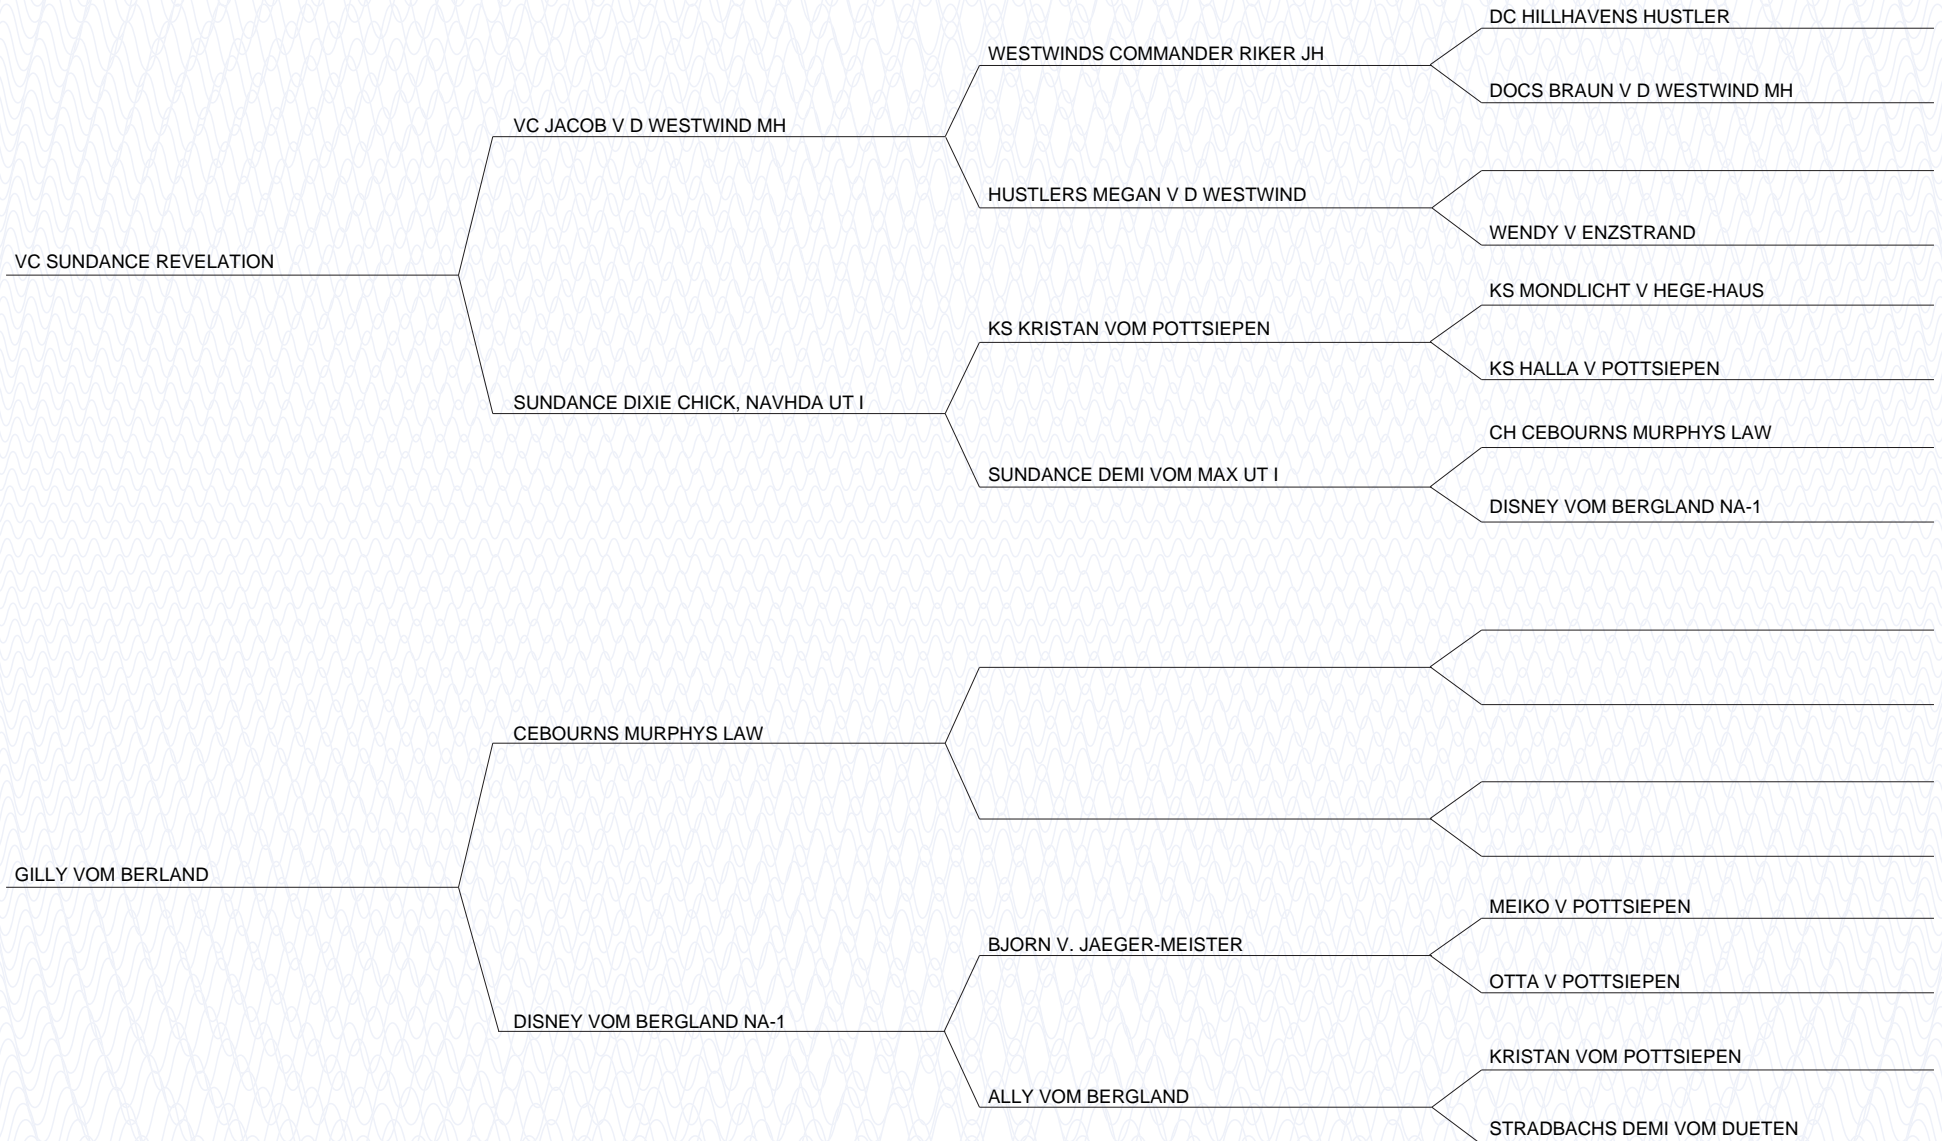 DC HILLHAVENS HUSTLER
WESTWINDS COMMANDER RIKER JH
DOCS BRAUN V D WESTWIND MH
VC JACOB V D WESTWIND MH
HUSTLERS MEGAN V D WESTWIND
WENDY V ENZSTRAND
VC SUNDANCE REVELATION
KS MONDLICHT V HEGE-HAUS
KS KRISTAN VOM POTTSIEPEN
KS HALLA V POTTSIEPEN
SUNDANCE DIXIE CHICK, NAVHDA UT I
CH CEBOURNS MURPHYS LAW
SUNDANCE DEMI VOM MAX UT I
DISNEY VOM BERGLAND NA-1
CEBOURNS MURPHYS LAW
GILLY VOM BERLAND
MEIKO V POTTSIEPEN
BJORN V. JAEGER-MEISTER
OTTA V POTTSIEPEN
DISNEY VOM BERGLAND NA-1
KRISTAN VOM POTTSIEPEN
ALLY VOM BERGLAND
STRADBACHS DEMI VOM DUETEN